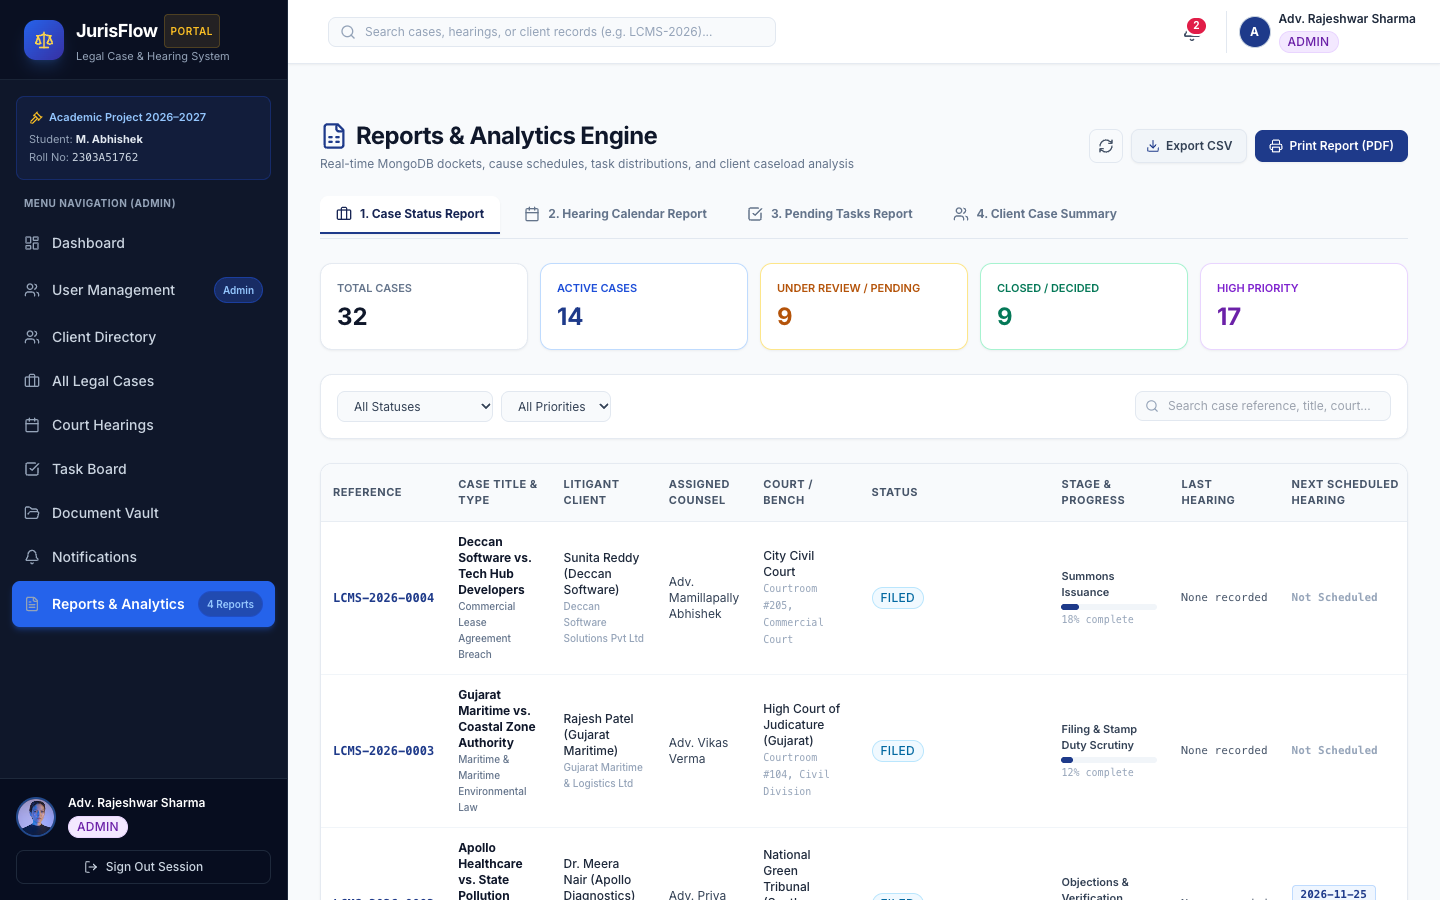 JurisFlow PORTAL
Legal Case & Hearing System
Academic Project 2026–2027
Student: M. Abhishek
Roll No: 2303A51762
MENU NAVIGATION (ADMIN)
Dashboard
User Management Admin
Client Directory
All Legal Cases
Court Hearings
Task Board
Document Vault
Notifications
Reports & Analytics 4 Reports
Adv. Rajeshwar Sharma
ADMIN
Sign Out Session
Search cases, hearings, or client records (e.g. LCMS-2026)...
2
A
Adv. Rajeshwar Sharma
ADMIN
Reports & Analytics Engine
Real-time MongoDB dockets, cause schedules, task distributions, and client caseload analysis
Export CSV
Print Report (PDF)
1. Case Status Report
2. Hearing Calendar Report
3. Pending Tasks Report
4. Client Case Summary
TOTAL CASES
32
ACTIVE CASES
14
UNDER REVIEW / PENDING
9
CLOSED / DECIDED
9
HIGH PRIORITY
17
All Statuses
All Priorities
Search case reference, title, court...
REFERENCE
CASE TITLE &
TYPE
LITIGANT
CLIENT
ASSIGNED
COUNSEL
COURT /
BENCH
STATUS
STAGE &
PROGRESS
LAST
HEARING
NEXT SCHEDULED
HEARING
LCMS-2026-0004
Deccan
Software vs.
Tech Hub
Developers
Commercial
Lease
Agreement
Breach
Sunita Reddy
(Deccan
Software)
Deccan
Software
Solutions Pvt Ltd
Adv.
Mamillapally
Abhishek
City Civil
Court
Courtroom
#205,
Commercial
Court
FILED
Summons
Issuance
18% complete
None recorded
Not Scheduled
LCMS-2026-0003
Gujarat
Maritime vs.
Coastal Zone
Authority
Maritime &
Maritime
Environmental
Law
Rajesh Patel
(Gujarat
Maritime)
Gujarat Maritime
& Logistics Ltd
Adv. Vikas
Verma
High Court of
Judicature
(Gujarat)
Courtroom
#104, Civil
Division
FILED
Filing & Stamp
Duty Scrutiny
12% complete
None recorded
Not Scheduled
Apollo
Healthcare
vs. State
Pollution
Dr. Meera
Nair (Apollo
Diagnostics)
Adv. Priya
National
Green
Tribunal
FILED
Objections &
Verification
2026-11-25